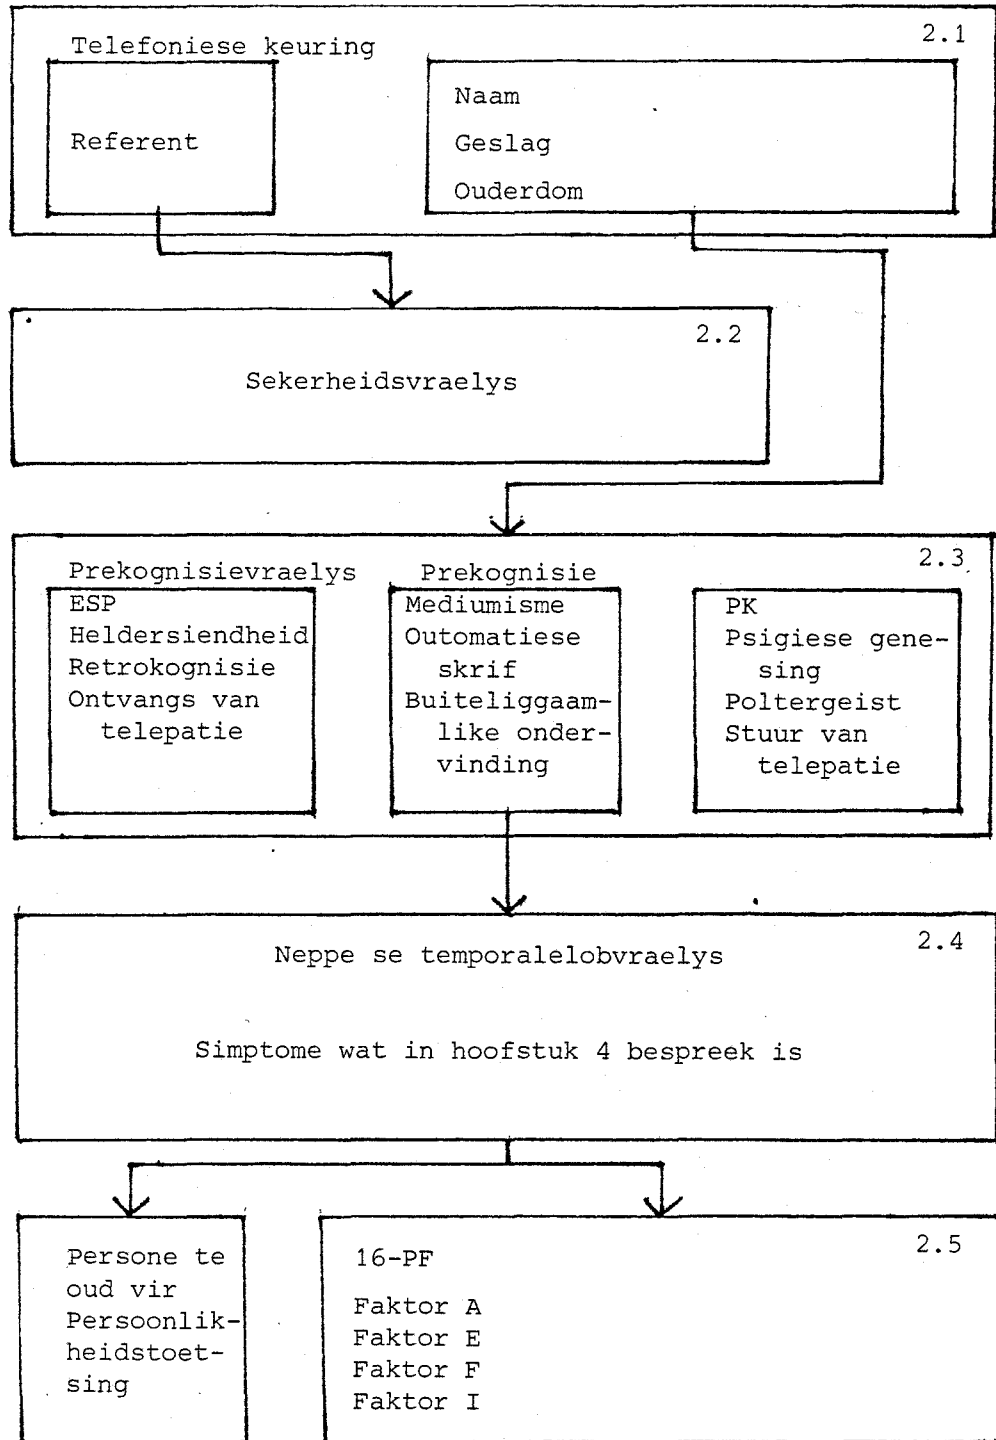 2.1
Telefoniese keuring
Referent
Naam
Geslag
Ouderdom
2.2
Sekerheidsvraelys
2.3
Prekognisievraelys
ESP
Heldersiendheid
Retrokognisie
Ontvangs van
telepatie
Prekognisie
Mediumisme
Outomatiese
skrif
Buiteliggaam-
like onder-
vinding
PK
Psigiese gene-
sing
Poltergeist
Stuur van
telepatie
2.4
Neppe se temporalelobvraelys
Simptome wat in hoofstuk 4 bespreek is
Persone te
oud vir
Persoonlik-
heidstoet-
sing
2.5
16-PF
Faktor A
Faktor E
Faktor F
Faktor I